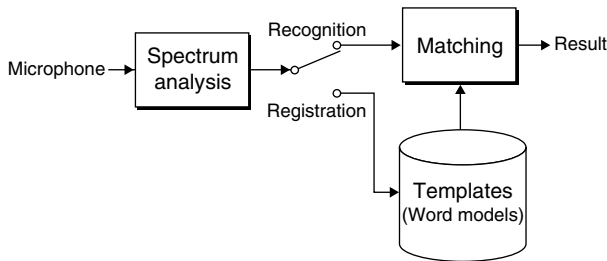 Microphone
Spectrum
analysis
Recognition
Registration
Matching
Result
Templates
(Word models)